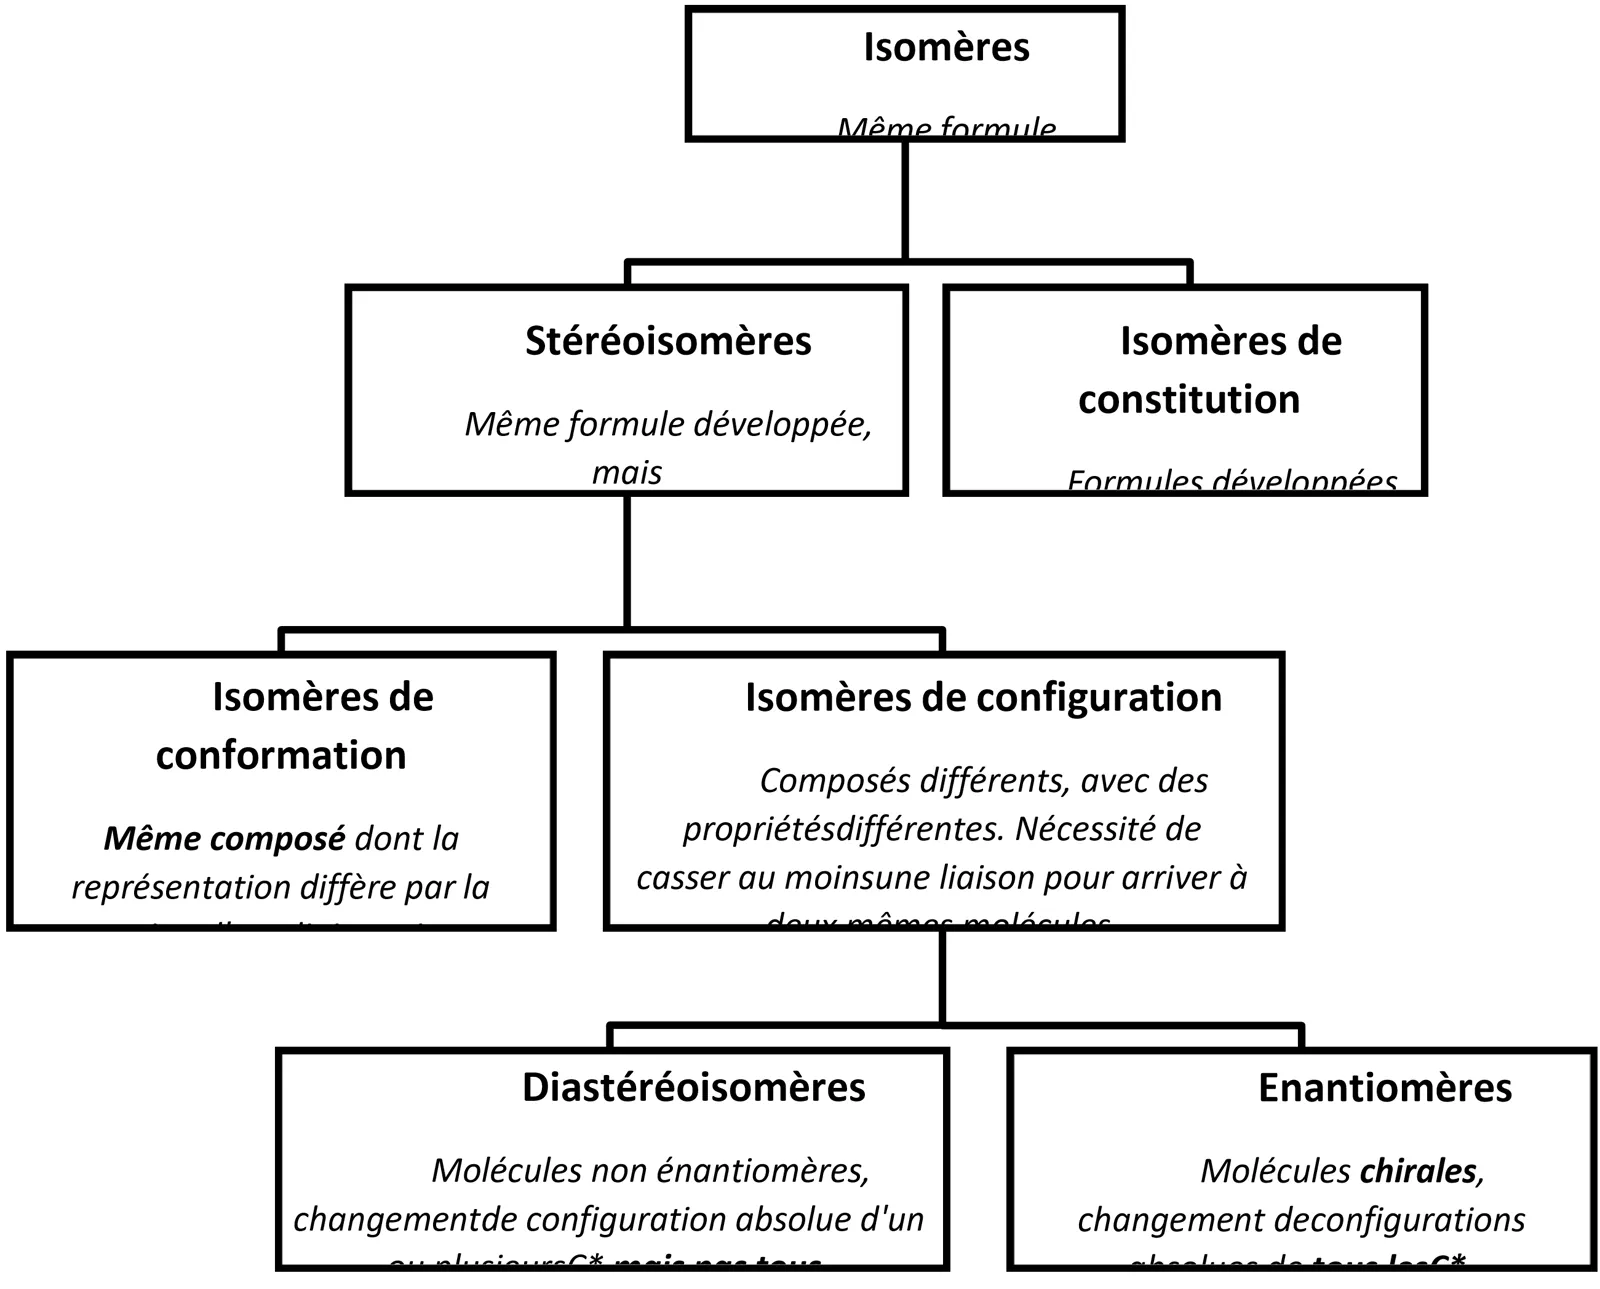 Isomères
Même formule
Stéréoisomères
Même formule développée,
mais
Isomères de
constitution
Formules développées
Isomères de
conformation
Même composé dont la
représentation diffère par la
Isomères de configuration
Composés différents, avec des
propriétésdifférentes. Nécessité de
casser au moinsune liaison pour arriver à
deux mêmes molécules
Diastéréoisomères
Molécules non énantiomères,
changementde configuration absolue d'un
ou plusieursC* mais pas tous
Enantiomères
Molécules chirales,
changement deconfigurations
absolues de tous lesC*